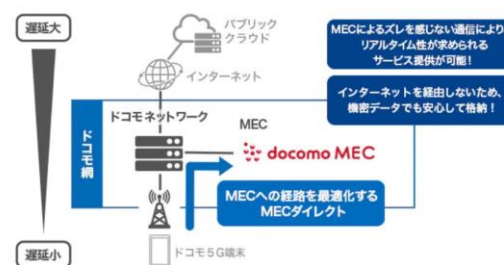 遅延大
パブリック
クラウド
インターネット
MECによるズレを感じない通信により
リアルタイム性が求められる
サービス提供が可能!
インターネットを経由しないため、
機密データでも安心して格納!
ドコモ網
ドコモネットワーク
MEC
docomo MEC
MECへの経路を最適化する
MECダイレクト
遅延小
ドコモ5G端末